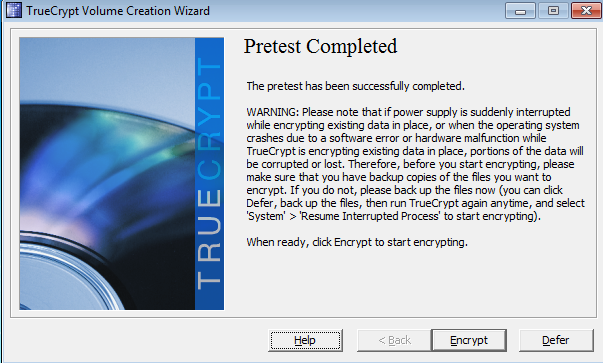 TrueCrypt Volume Creation Wizard
TRUECRYPT
Pretest Completed
The pretest has been successfully completed.
WARNING: Please note that if power supply is suddenly interrupted
while encrypting existing data in place, or when the operating system
crashes due to a software error or hardware malfunction while
TrueCrypt is encrypting existing data in place, portions of the data will
be corrupted or lost. Therefore, before you start encrypting, please
make sure that you have backup copies of the files you want to
encrypt. If you do not, please back up the files now (you can click
Defer, back up the files, then run TrueCrypt again anytime, and select
'System' > 'Resume Interrupted Process' to start encrypting).
When ready, click Encrypt to start encrypting.
Help
< Back
Encrypt
Defer